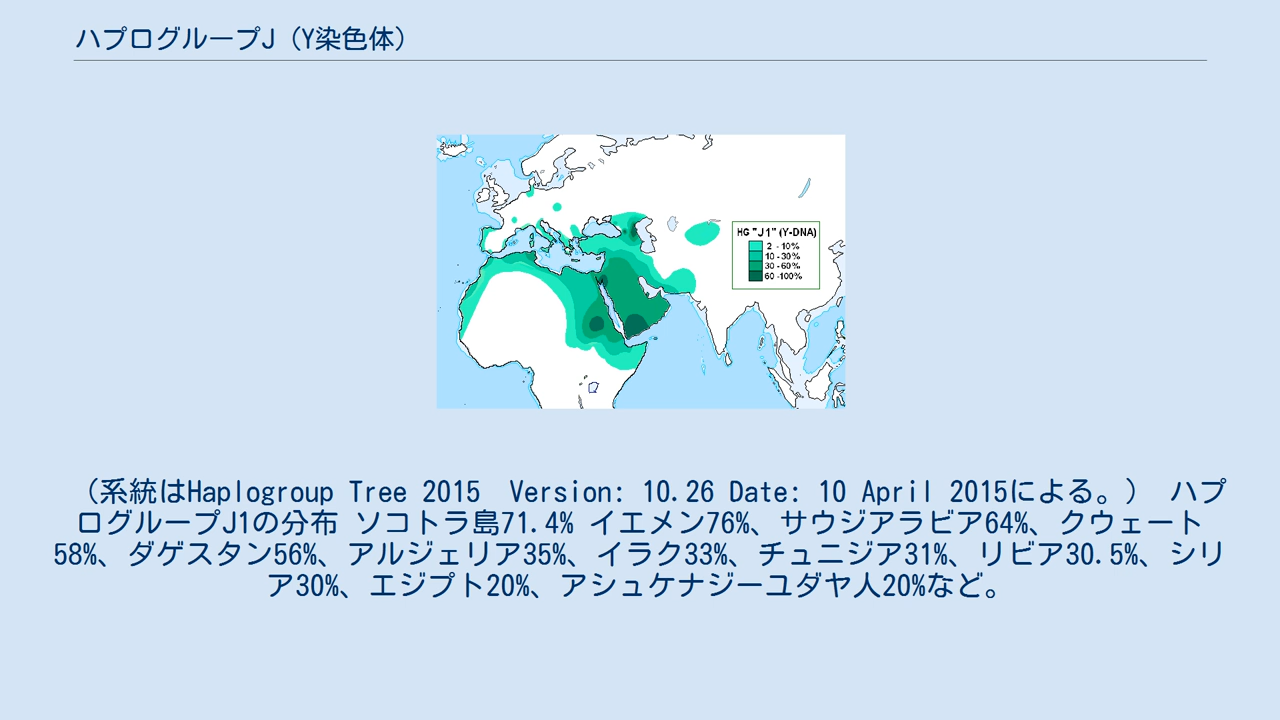 ハプログループJ（Y染色体）
HG "J1" (Y-DNA)
2 - 10%
10 - 30%
30 - 60%
60 - 100%
（系統はHaplogroup Tree 2015　Version: 10.26 Date: 10 April 2015による。）　ハプ
ログループJ1の分布 ソコトラ島71.4% イエメン76%、サウジアラビア64%、クウェート
58%、ダゲスタン56%、アルジェリア35%、イラク33%、チュニジア31%、リビア30.5%、シリ
ア30%、エジプト20%、アシュケナジーユダヤ人20%など。